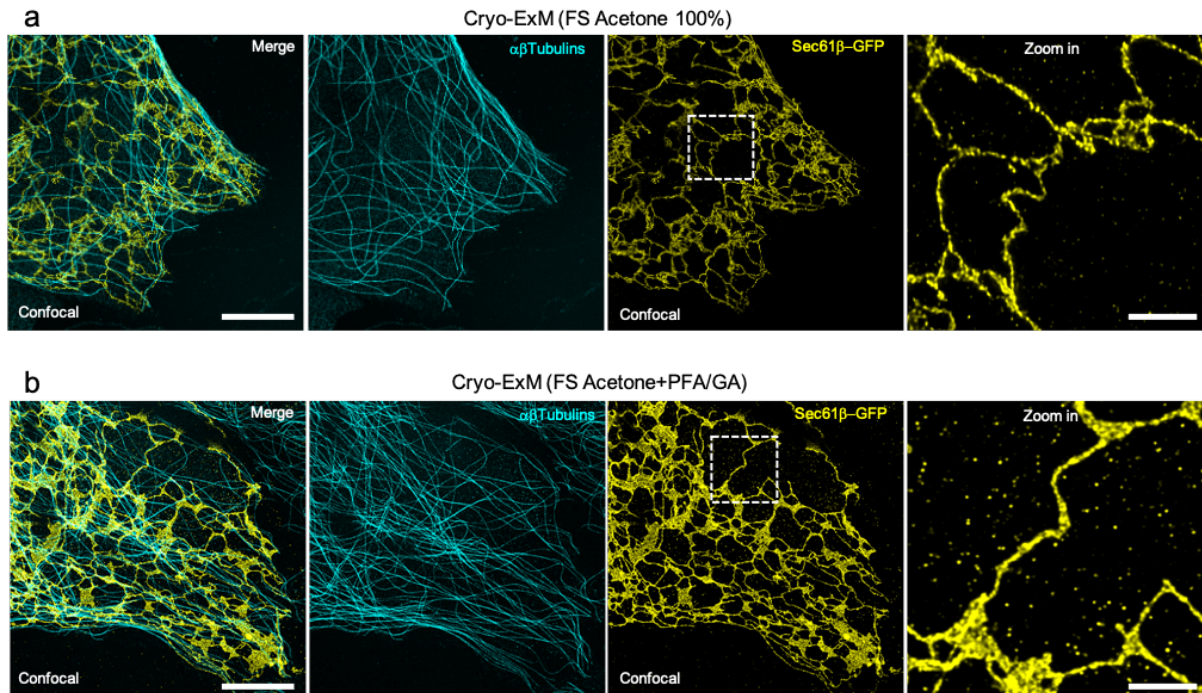 a
Cryo-ExM (FS Acetone 100%)
Merge
αβTubulins
Sec61β–GFP
Zoom in
Confocal
Confocal
b
Cryo-ExM (FS Acetone+PFA/GA)
Merge
αβTubulins
Sec61β–GFP
Zoom in
Confocal
Confocal